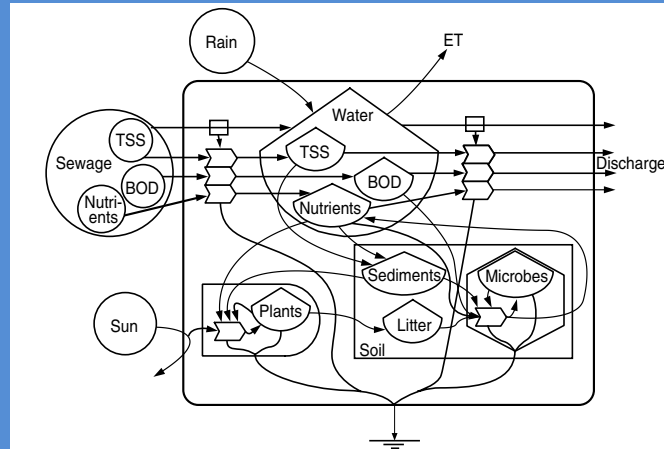 Rain
ET
Water
TSS
TSS
Sewage
Discharge
BOD
BOD
Nutri-
ents
Nutrients
Sediments
Microbes
Plants
Sun
Litter
Soil